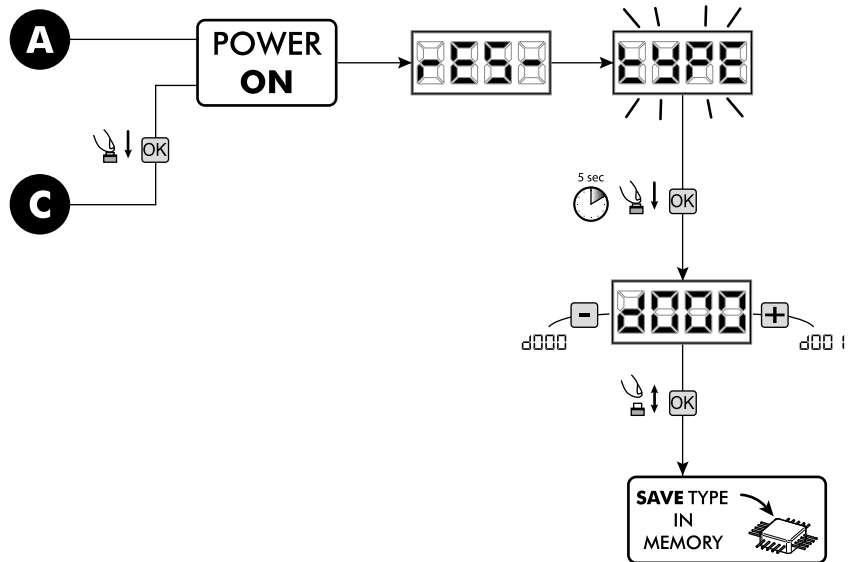 A
POWER
ON
rES-
tyPE
OK
C
5 sec
OK
d000
-
+
d000
d001
OK
SAVE TYPE
IN
MEMORY